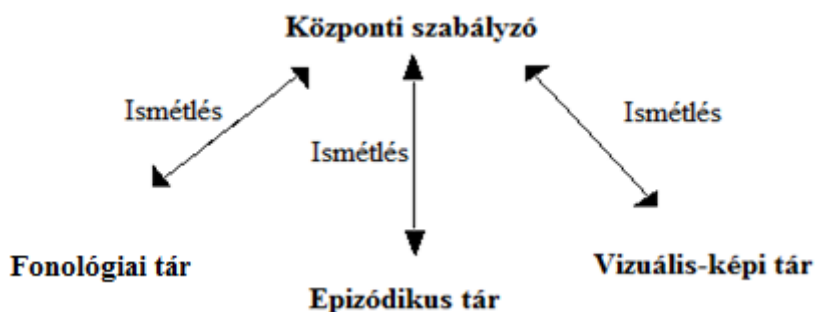 Központi szabályzó
Ismétlés
Ismétlés
Ismétlés
Fonológiai tár
Epizódikus tár
Vizuális-képi tár